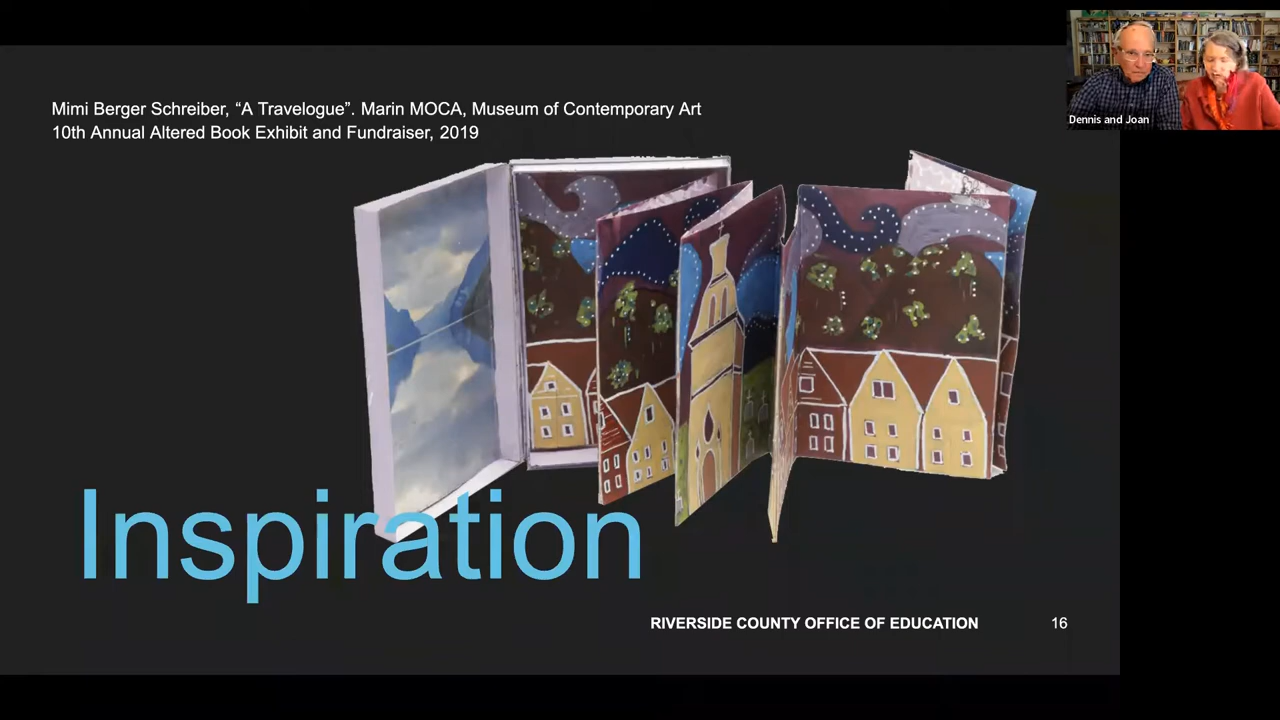 Mimi Berger Schreiber, “A Travelogue”. Marin MOCA, Museum of Contemporary Art
10th Annual Altered Book Exhibit and Fundraiser, 2019
Dennis and Joan
Inspiration
RIVERSIDE COUNTY OFFICE OF EDUCATION
16